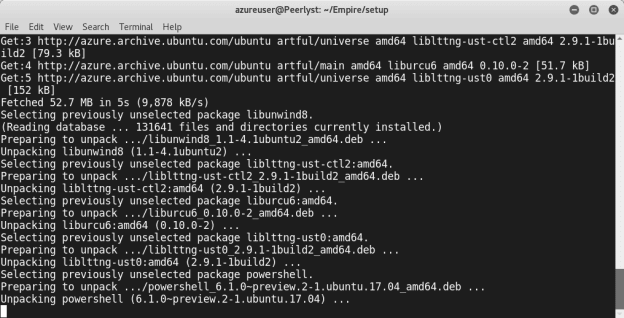 azureuser@Peerlyst: ~/Empire/setup
File Edit View Search Terminal Help
Get:3 http://azure.archive.ubuntu.com/ubuntu artful/universe amd64 liblttng-ust-ctl2 amd64 2.9.1-1bu
ild2 [79.3 kB]
Get:4 http://azure.archive.ubuntu.com/ubuntu artful/main amd64 liburcu6 amd64 0.10.0-2 [51.7 kB]
Get:5 http://azure.archive.ubuntu.com/ubuntu artful/universe amd64 liblttng-ust0 amd64 2.9.1-1build2
[152 kB]
Fetched 52.7 MB in 5s (9,878 kB/s)
Selecting previously unselected package libunwind8.
(Reading database ... 131641 files and directories currently installed.)
Preparing to unpack .../libunwind8_1.1-4.1ubuntu2_amd64.deb ...
Unpacking libunwind8 (1.1-4.1ubuntu2) ...
Selecting previously unselected package liblttng-ust-ctl2:amd64.
Preparing to unpack .../liblttng-ust-ctl2_2.9.1-1build2_amd64.deb ...
Unpacking liblttng-ust-ctl2:amd64 (2.9.1-1build2) ...
Selecting previously unselected package liburcu6:amd64.
Preparing to unpack .../liburcu6_0.10.0-2_amd64.deb ...
Unpacking liburcu6:amd64 (0.10.0-2) ...
Selecting previously unselected package liblttng-ust0:amd64.
Preparing to unpack .../liblttng-ust0_2.9.1-1build2_amd64.deb ...
Unpacking liblttng-ust0:amd64 (2.9.1-1build2) ...
Selecting previously unselected package powershell.
Preparing to unpack .../powershell_6.1.0~preview.2-1.ubuntu.17.04_amd64.deb ...
Unpacking powershell (6.1.0~preview.2-1.ubuntu.17.04) ...